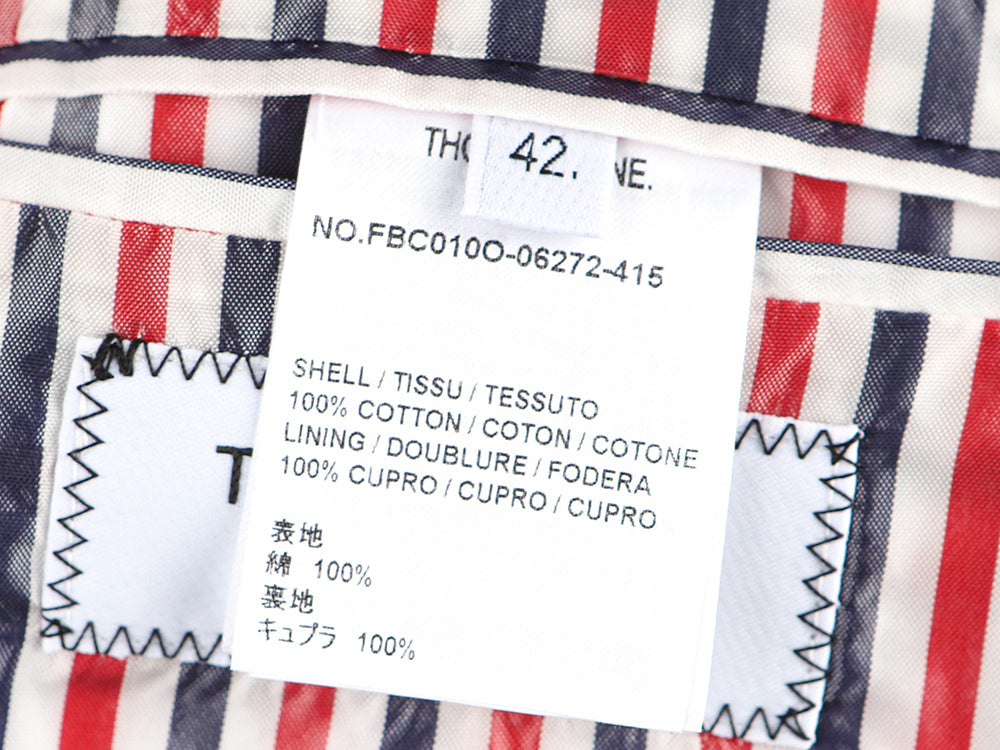 42.
NE.
NO.FBC010O-06272-415
SHELL / TISSU / TESSUTO
100% COTTON / COTON / COTONE
LINING / DOUBLURE / FODERA
100% CUPRO / CUPRO / CUPRO
表地
綿 100%
裏地
キュプラ 100%